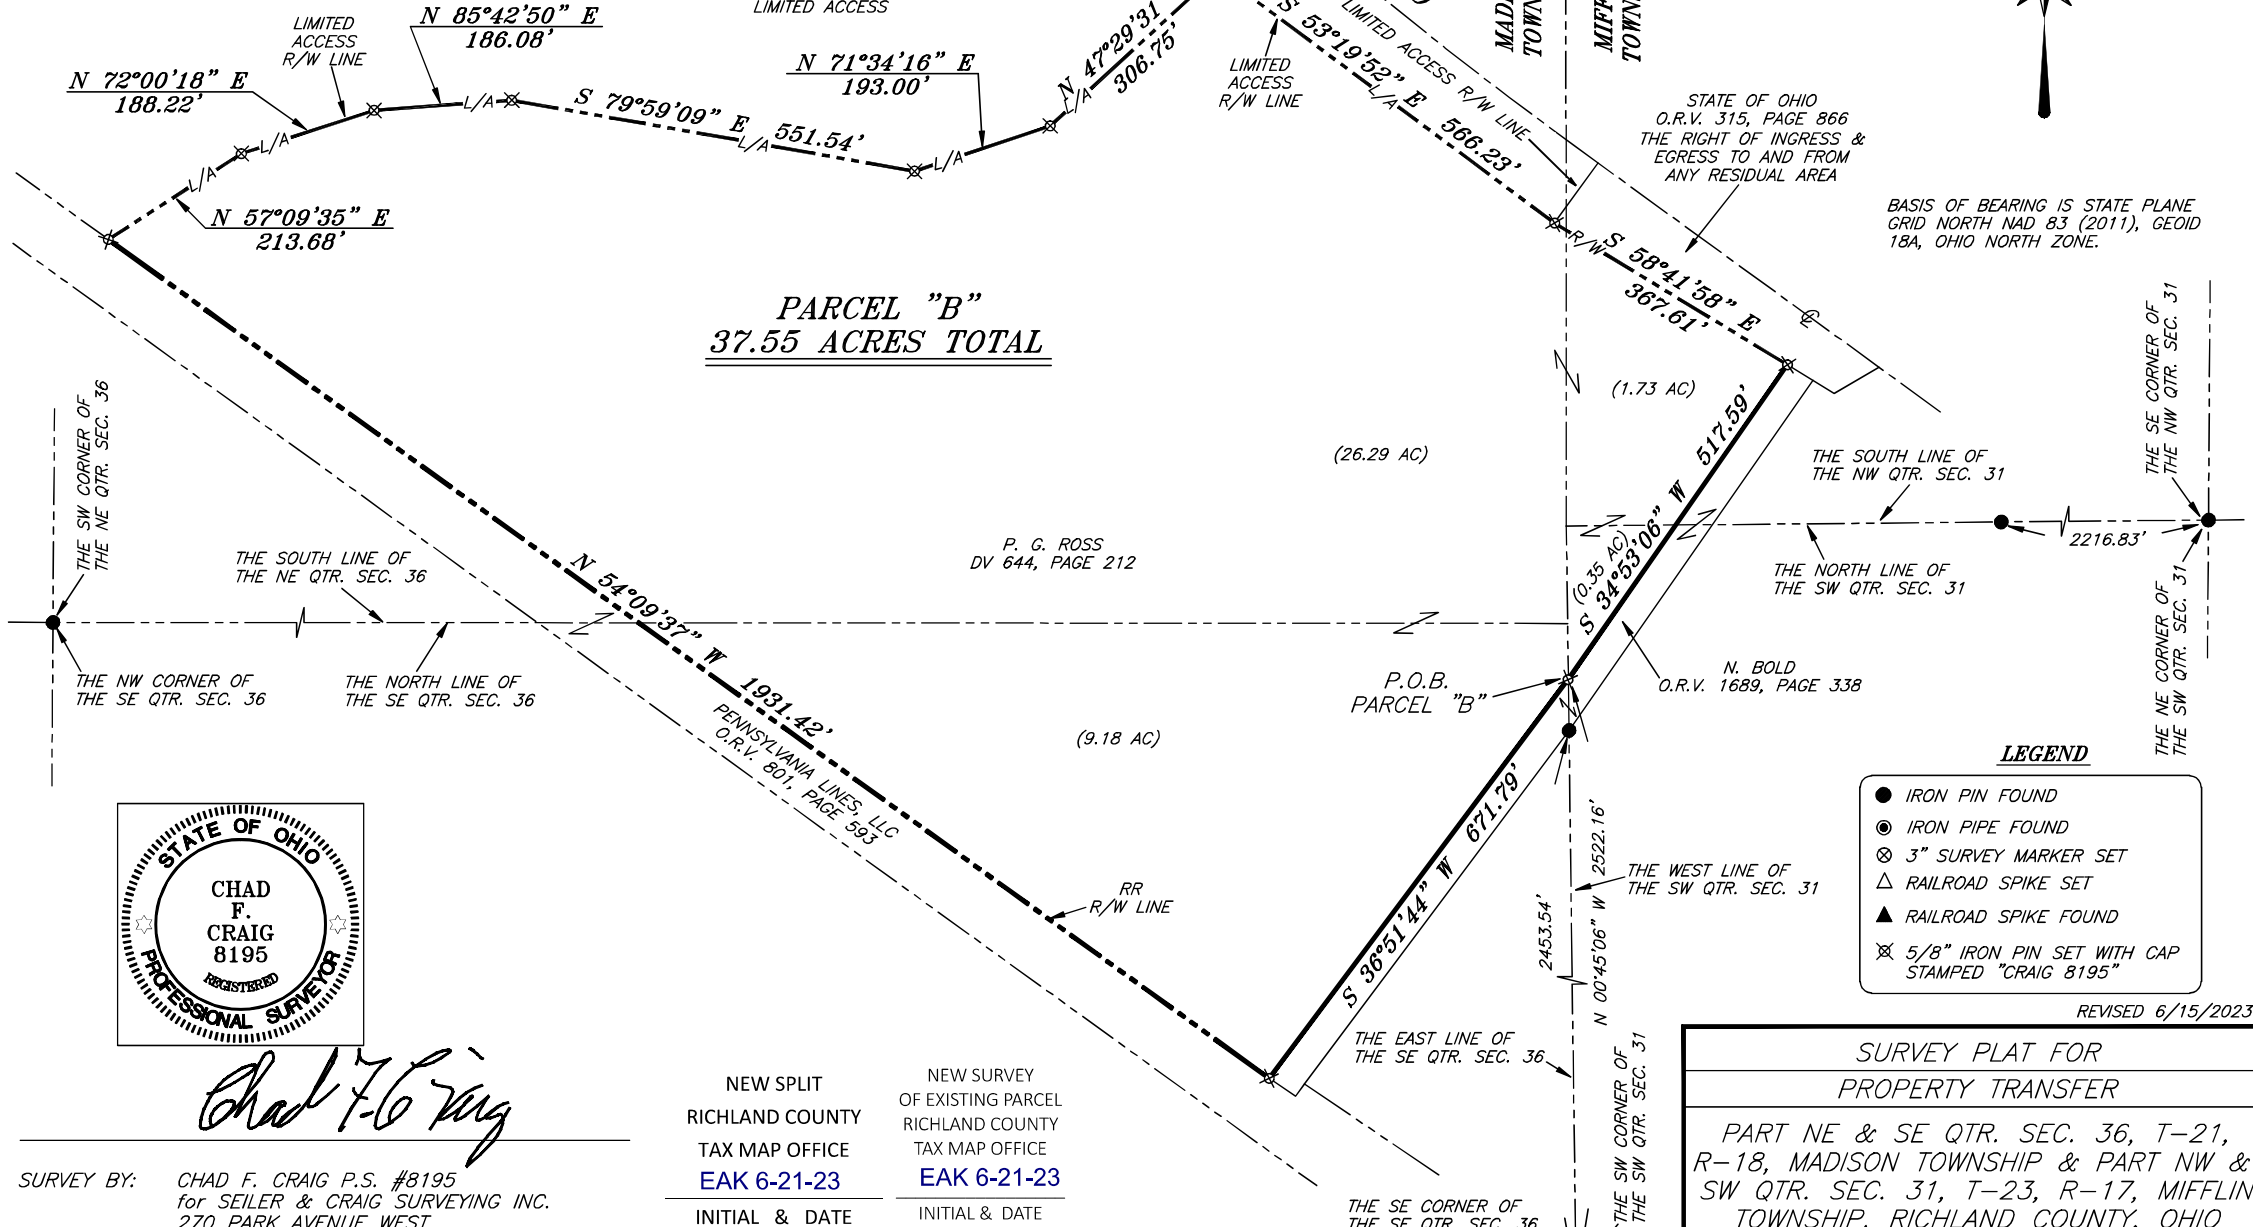 LIMITED ACCESS
LIMITED
ACCESS
R/W LINE
N 85°42'50" E
186.08'
N 72°00'18" E
188.22'
L/A
L/A
L/A
N 57°09'35" E
213.68'
S 79°59'09" E
L/A
551.54'
N 71°34'16" E
193.00'
L/A
N 47°29'31
306.75'
L/A
LIMITED
ACCESS
R/W LINE
S 53°19'52" E
L/A
566.23'
LIMITED ACCESS R/W LINE
STATE OF OHIO
O.R.V. 315, PAGE 866
THE RIGHT OF INGRESS &
EGRESS TO AND FROM
ANY RESIDUAL AREA
BASIS OF BEARING IS STATE PLANE
GRID NORTH NAD 83 (2011), GEOID
18A, OHIO NORTH ZONE.
R/W
S 58°41'58" E
367.61'
PARCEL "B"
37.55 ACRES TOTAL
(1.73 AC)
(26.29 AC)
THE SW CORNER OF
THE NE QTR. SEC. 36
THE SOUTH LINE OF
THE NE QTR. SEC. 36
P. G. ROSS
DV 644, PAGE 212
(0.35 AC)
S 34°53'06" W 517.59'
THE SOUTH LINE OF
THE NW QTR. SEC. 31
THE SE CORNER OF
THE NW QTR. SEC. 31
2216.83'
THE NORTH LINE OF
THE SW QTR. SEC. 31
THE NE CORNER OF
THE SW QTR. SEC. 31
THE NW CORNER OF
THE SE QTR. SEC. 36
THE NORTH LINE OF
THE SE QTR. SEC. 36
N 54°09'37" W
1931.42'
PENNSYLVANIA LINES, LLC
O.R.V. 801, PAGE 593
P.O.B.
PARCEL "B"
N. BOLD
O.R.V. 1689, PAGE 338
(9.18 AC)
RR
R/W LINE
S 36°51'44" W 671.79'
2453.54'
N 00°45'06" W 2522.16'
THE WEST LINE OF
THE SW QTR. SEC. 31
THE EAST LINE OF
THE SE QTR. SEC. 36
THE SW CORNER OF
THE SW QTR. SEC. 31
THE SE CORNER OF
THE SE QTR. SEC. 36
LEGEND
IRON PIN FOUND
IRON PIPE FOUND
3" SURVEY MARKER SET
RAILROAD SPIKE SET
RAILROAD SPIKE FOUND
5/8" IRON PIN SET WITH CAP
STAMPED "CRAIG 8195"
REVISED 6/15/2023
SURVEY PLAT FOR
PROPERTY TRANSFER
PART NE & SE QTR. SEC. 36, T-21,
R-18, MADISON TOWNSHIP & PART NW &
SW QTR. SEC. 31, T-23, R-17, MIFFLIN
TOWNSHIP, RICHLAND COUNTY, OHIO
STATE OF OHIO
CHAD
F.
CRAIG
8195
REGISTERED
PROFESSIONAL SURVEYOR
Chad F. Craig
SURVEY BY: CHAD F. CRAIG P.S. #8195
for SEILER & CRAIG SURVEYING INC.
270 PARK AVENUE WEST
NEW SPLIT
RICHLAND COUNTY
TAX MAP OFFICE
EAK 6-21-23
INITIAL & DATE
NEW SURVEY
OF EXISTING PARCEL
RICHLAND COUNTY
TAX MAP OFFICE
EAK 6-21-23
INITIAL & DATE